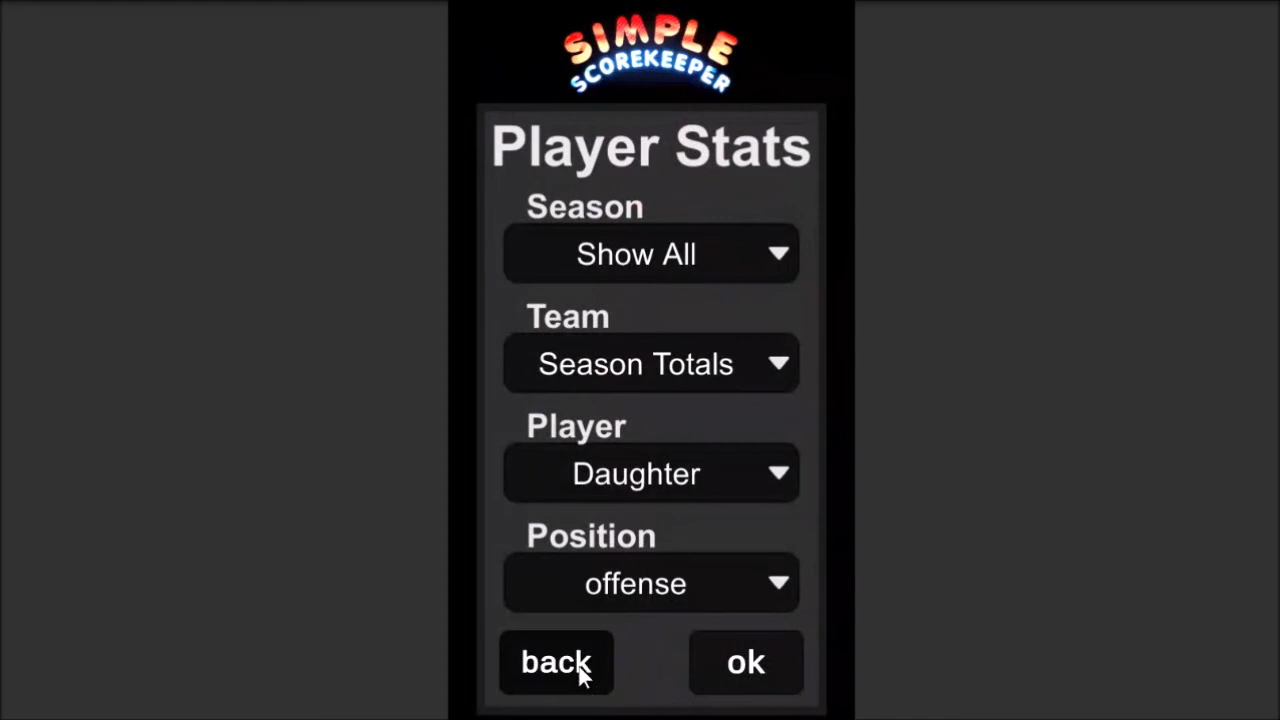 SIMPLE
SCOREKEEPER
Player Stats
Season
Show All
Team
Season Totals
Player
Daughter
Position
offense
back
ok